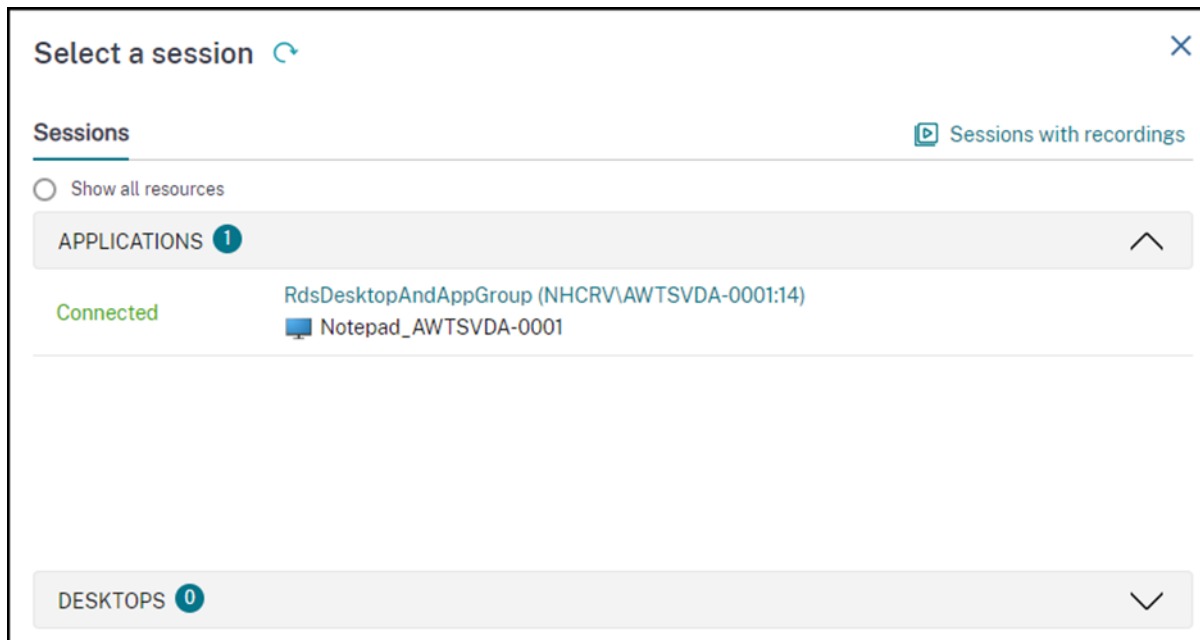 Select a session
Sessions
Sessions with recordings
Show all resources
APPLICATIONS 1
Connected
RdsDesktopAndAppGroup (NHCRV\AWTSVDA-0001:14)
Notepad_AWTSVDA-0001
DESKTOPS 0